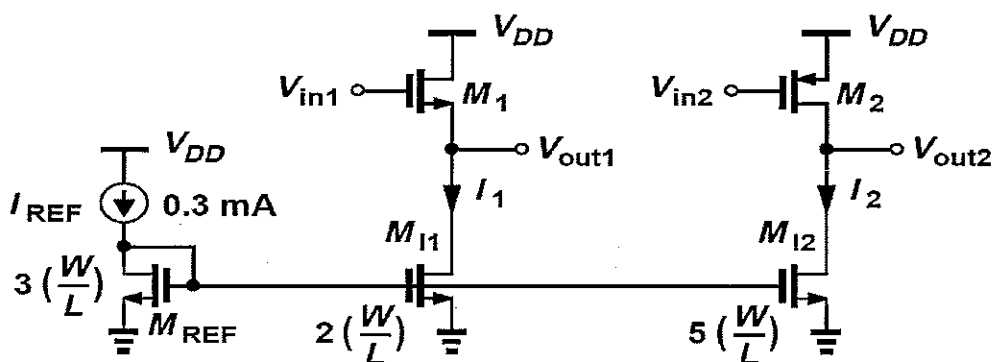 V_DD
V_DD
V_in1
M_1
V_in2
M_2
V_DD
V_out1
V_out2
I_REF
0.3 mA
I_1
I_2
M_I1
M_I2
3 (W/L)
M_REF
2 (W/L)
5 (W/L)